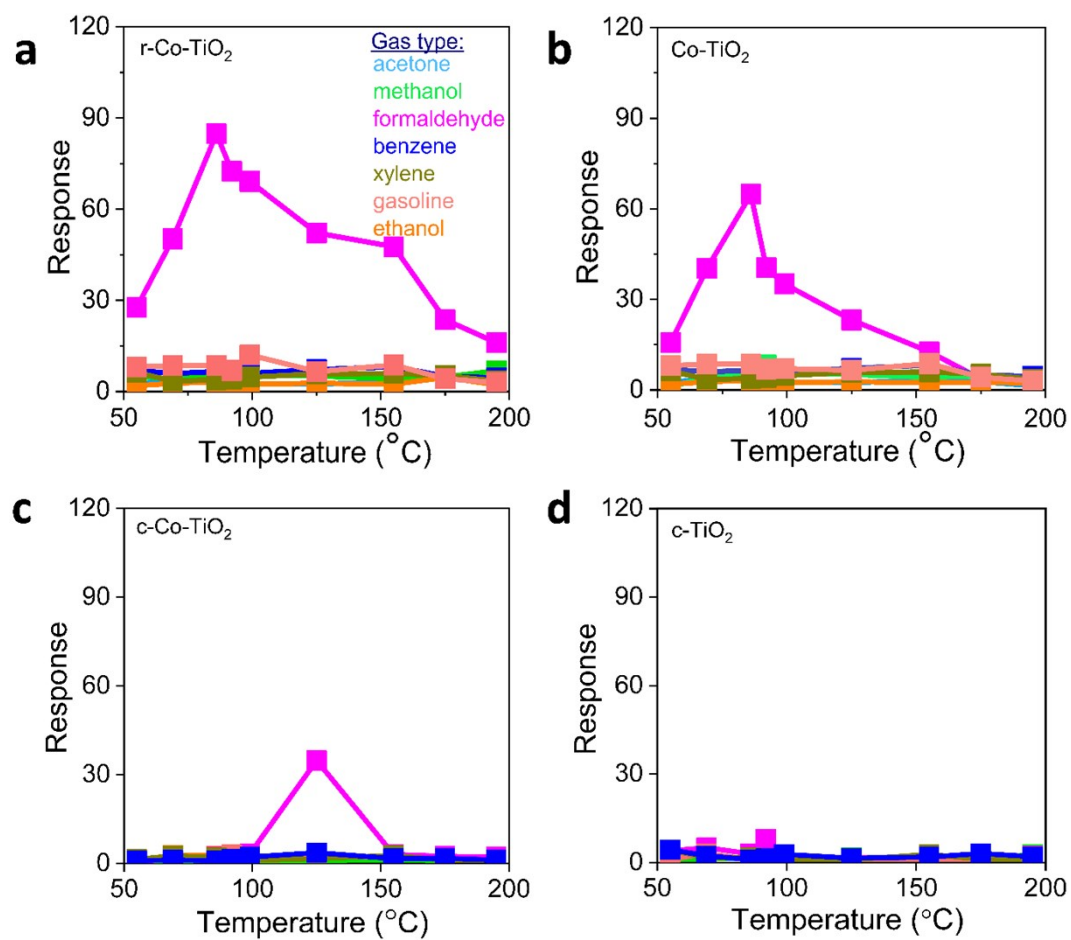 a
r-Co-TiO₂
Gas type:
acetone
methanol
formaldehyde
benzene
xylene
gasoline
ethanol
120
90
60
30
0
Response
50
100
150
200
Temperature (°C)
b
Co-TiO₂
120
90
60
30
0
Response
50
100
150
200
Temperature (°C)
c
c-Co-TiO₂
120
90
60
30
0
Response
50
100
150
200
Temperature (°C)
d
c-TiO₂
120
90
60
30
0
Response
50
100
150
200
Temperature (°C)